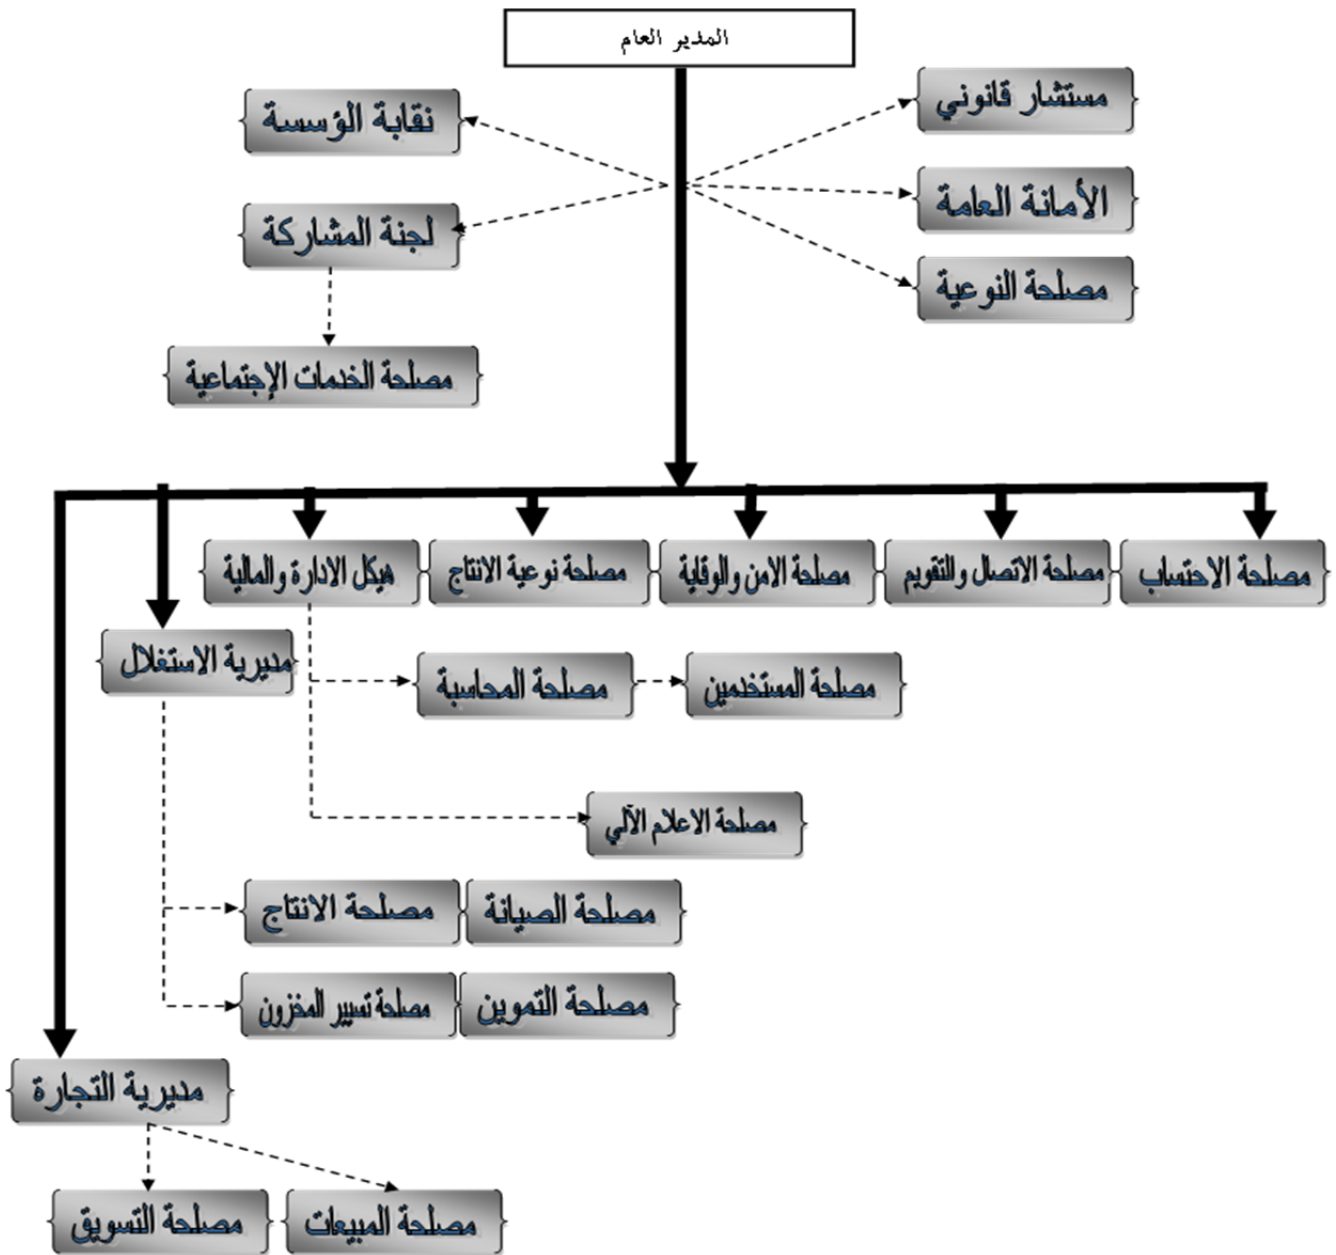 المدير العام
مستشار قانوني
نقابة الؤسسة
الأمانة العامة
لجنة المشاركة
مصلحة النوعية
مصلحة الخدمات الإجتماعية
مصلحة الاحتساب
مصلحة الاتصال والتقويم
مصلحة الامن والوقاية
مصلحة نوعية الانتاج
هيكل الادارة والمالية
مديرية الاستغلال
مصلحة المستخدمين
مصلحة المحاسبة
مصلحة الاعلام الآلي
مصلحة الصيانة
مصلحة الانتاج
مصلحة التموين
مصلحة تسيير المخزون
مديرية التجارة
مصلحة المبيعات
مصلحة التسويق